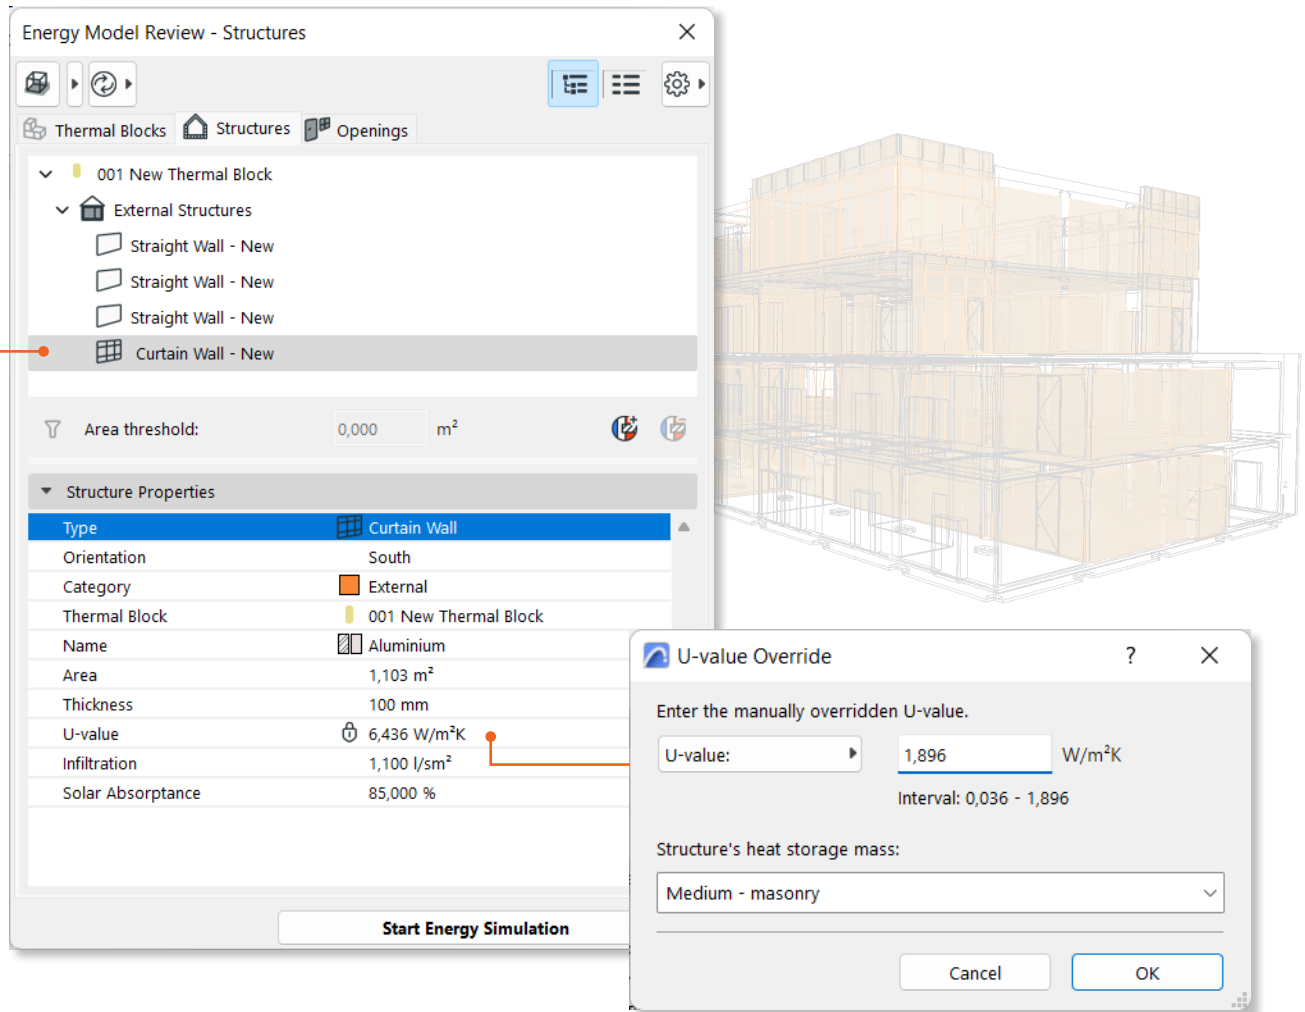 Energy Model Review - Structures
Thermal Blocks
Structures
Openings
001 New Thermal Block
External Structures
Straight Wall - New
Straight Wall - New
Straight Wall - New
Curtain Wall - New
Area threshold: 0,000 m²
Structure Properties
Type Curtain Wall
Orientation South
Category External
Thermal Block 001 New Thermal Block
Name Aluminium
Area 1,103 m²
Thickness 100 mm
U-value 6,436 W/m²K
Infiltration 1,100 l/sm²
Solar Absorptance 85,000 %
Start Energy Simulation
U-value Override ?
Enter the manually overridden U-value.
U-value: 1,896 W/m²K
Interval: 0,036 - 1,896
Structure's heat storage mass:
Medium - masonry
Cancel OK